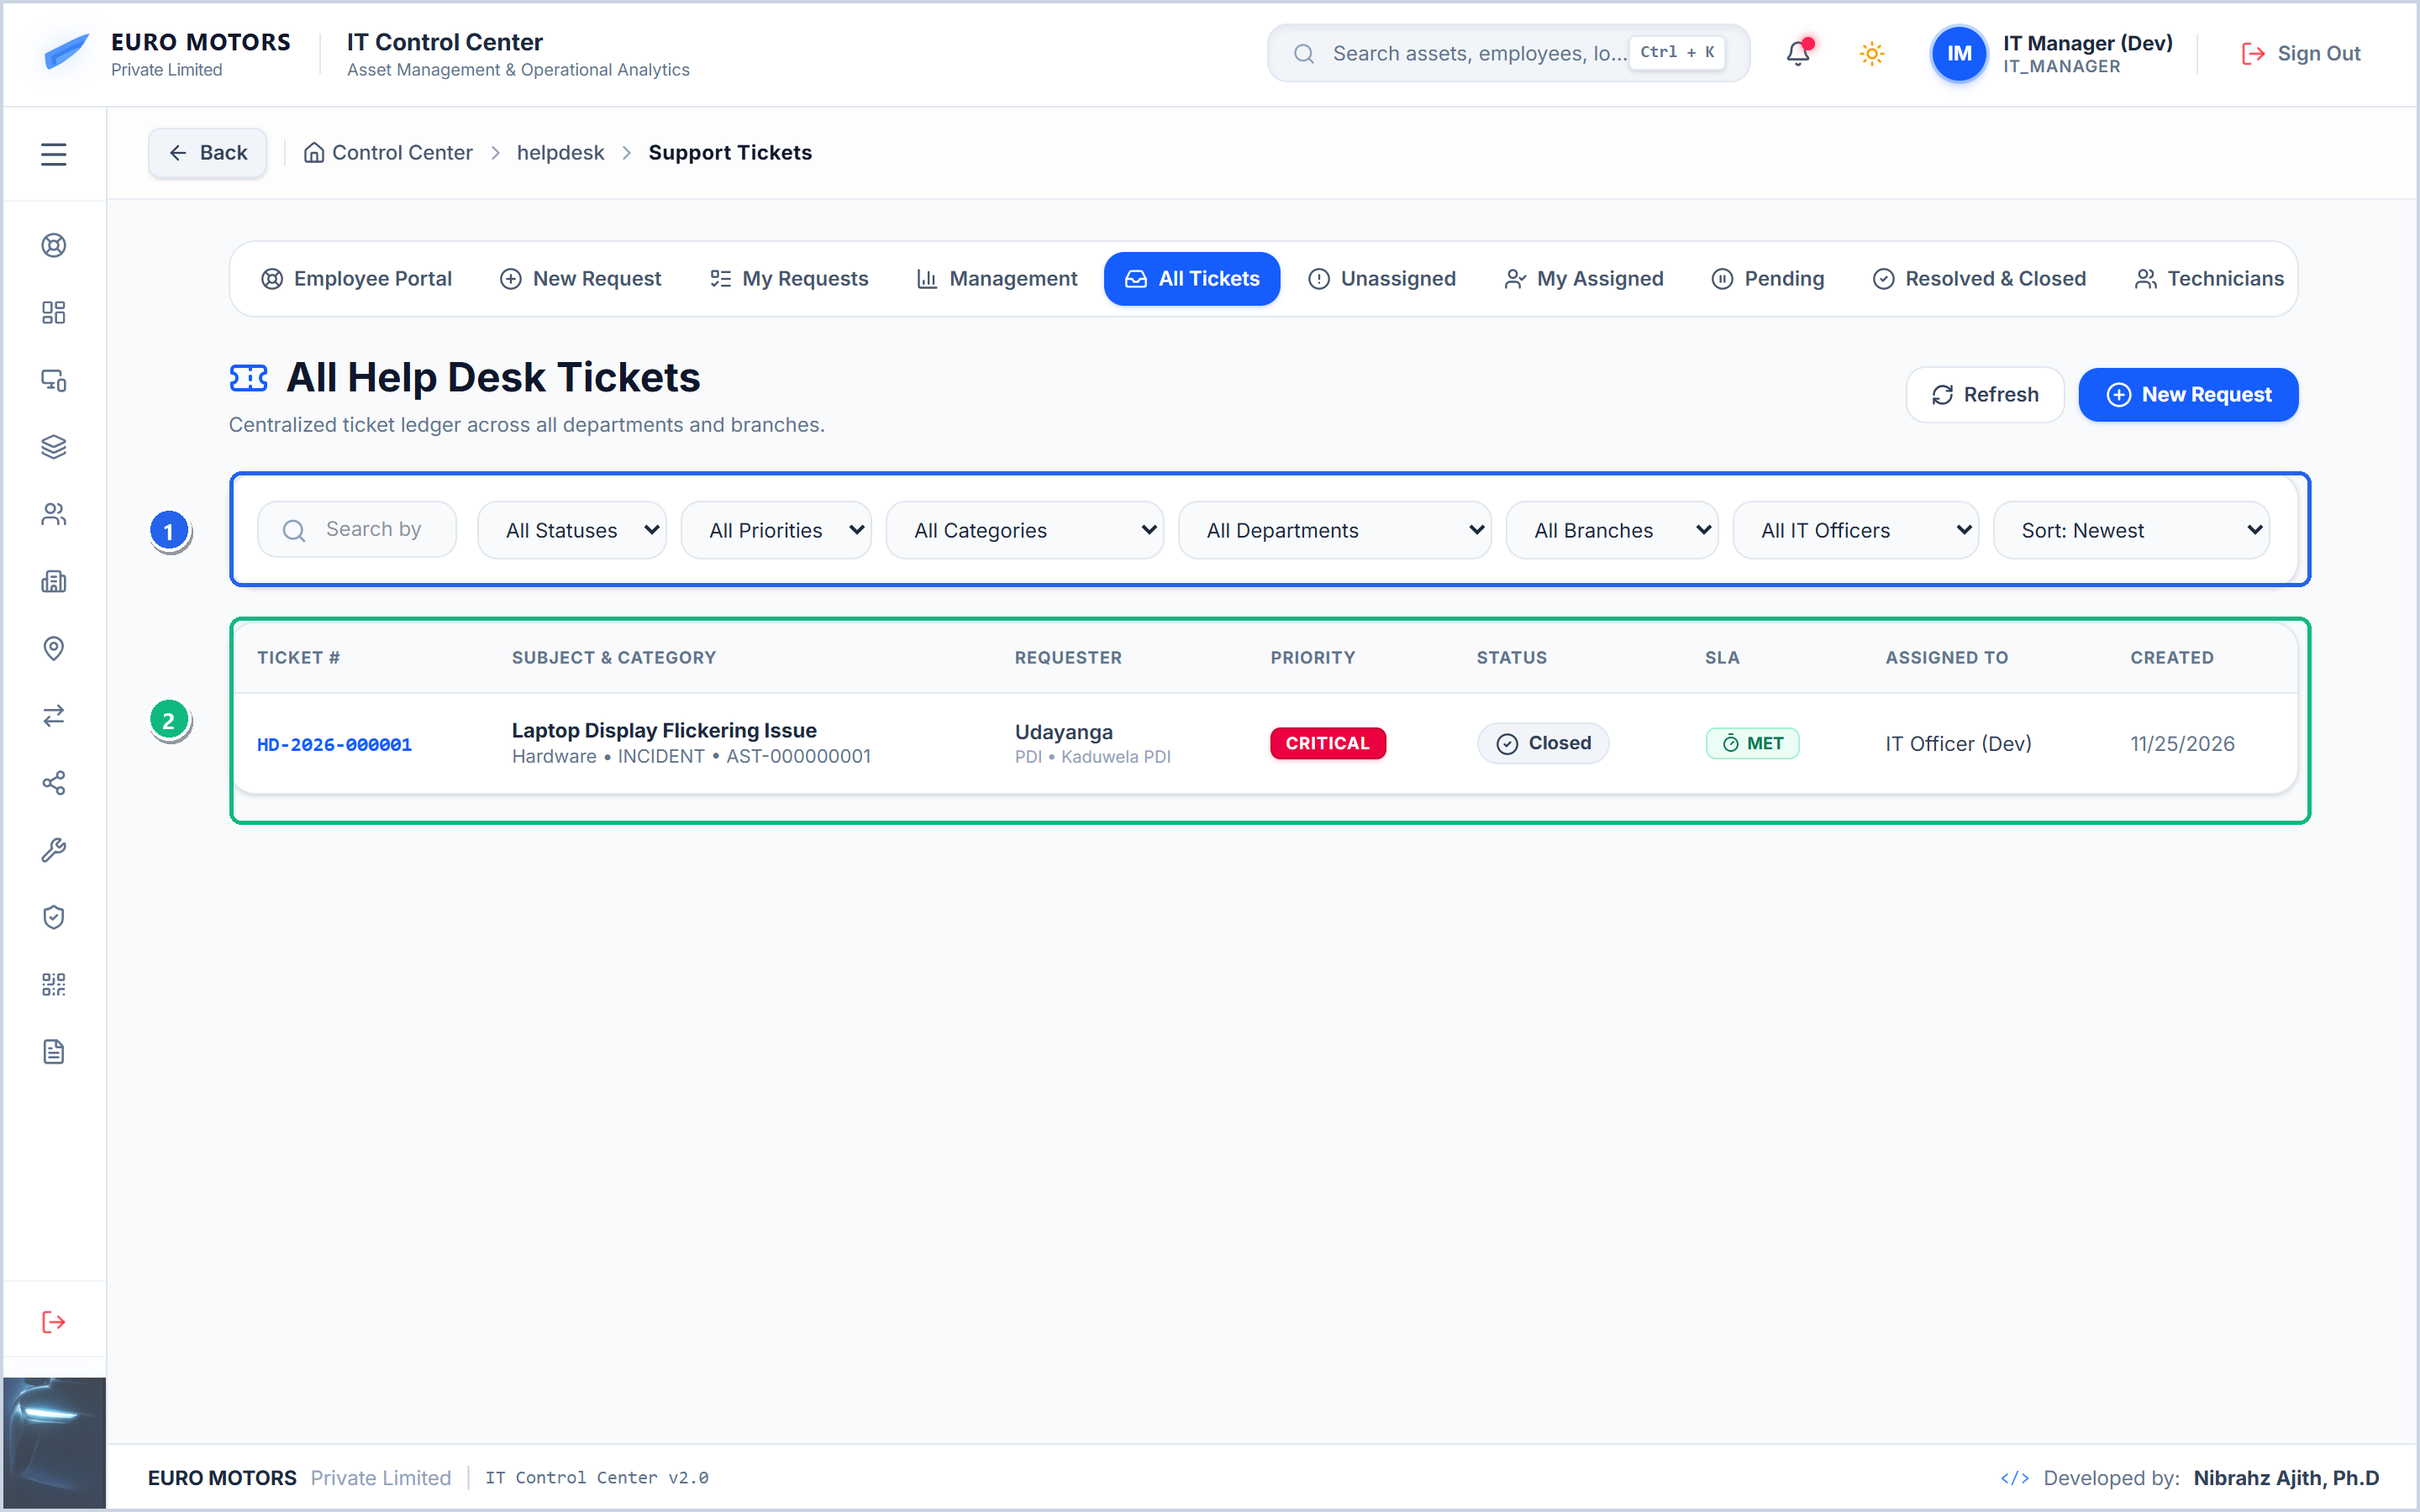 EURO MOTORS
Private Limited
IT Control Center
Asset Management & Operational Analytics
Search assets, employees, lo... Ctrl + K
IM
IT Manager (Dev)
IT_MANAGER
Sign Out
Back
Control Center > helpdesk > Support Tickets
Employee Portal New Request My Requests Management All Tickets Unassigned My Assigned Pending Resolved & Closed Technicians
All Help Desk Tickets
Centralized ticket ledger across all departments and branches.
Refresh New Request
1
Search by All Statuses All Priorities All Categories All Departments All Branches All IT Officers Sort: Newest
2
TICKET # SUBJECT & CATEGORY REQUESTER PRIORITY STATUS SLA ASSIGNED TO CREATED
HD-2026-000001
Laptop Display Flickering Issue
Hardware • INCIDENT • AST-000000001
Udayanga
PDI • Kaduwela PDI
CRITICAL
Closed
MET
IT Officer (Dev)
11/25/2026
EURO MOTORS Private Limited IT Control Center v2.0
</> Developed by: Nibrahz Ajith, Ph.D